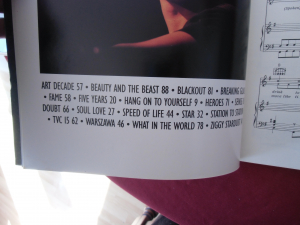 ART DECADE 57 • BEAUTY AND THE BEAST 88 • BLACKOUT 81 • BREAKING
• FAME 58 • FIVE YEARS 20 • HANG ON TO YOURSELF 9 • HEROES 71 •
DOUBT 66 • SOUL LOVE 27 • SPEED OF LIFE 44 • STAR 32 • STATION TO
• TVC 15 62 • WARSZAWA 46 • WHAT IN THE WORLD 78 • ZIGGY STARDUST